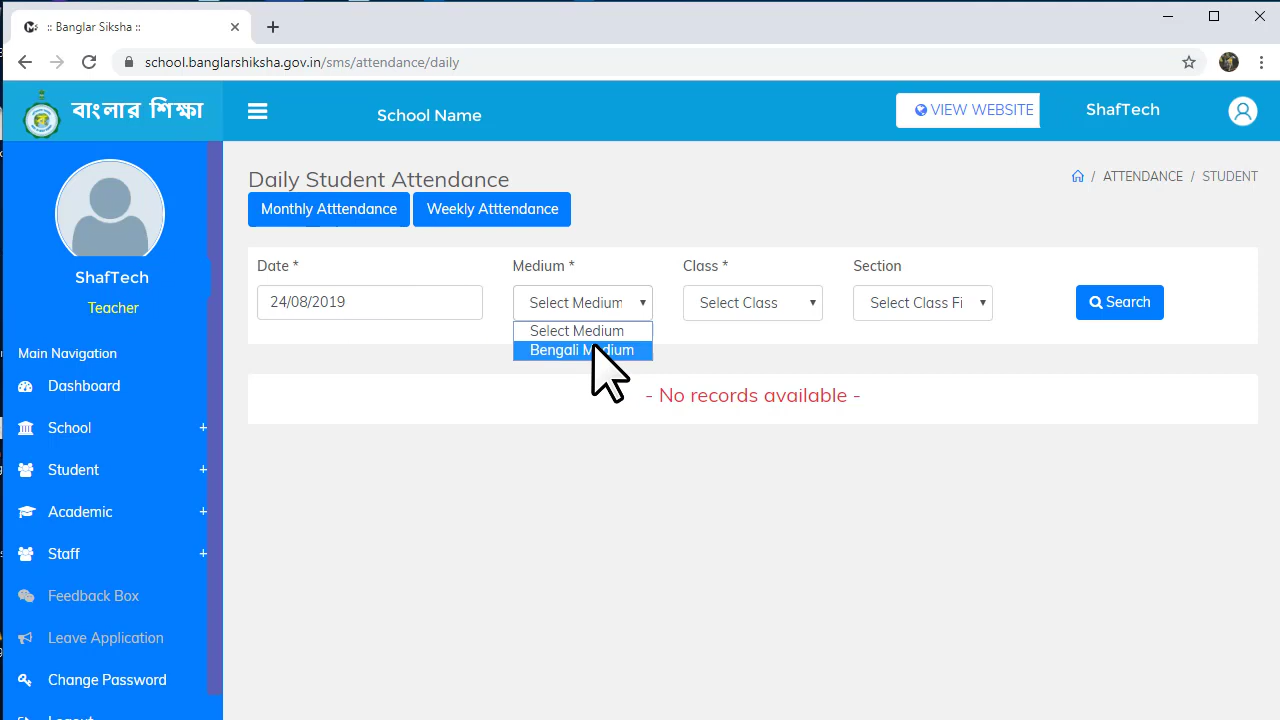 :: Banglar Siksha ::
school.banglarshiksha.gov.in/sms/attendance/daily
বাংলার শিক্ষা
School Name
VIEW WEBSITE
ShafTech
Daily Student Attendance
/ ATTENDANCE / STUDENT
Monthly Atttendance
Weekly Atttendance
Date *
Medium *
Class *
Section
24/08/2019
Select Medium
Select Class
Select Class Fi
Search
Select Medium
Bengali Medium
- No records available -
ShafTech
Teacher
Main Navigation
Dashboard
School +
Student +
Academic +
Staff +
Feedback Box
Leave Application
Change Password
Logout